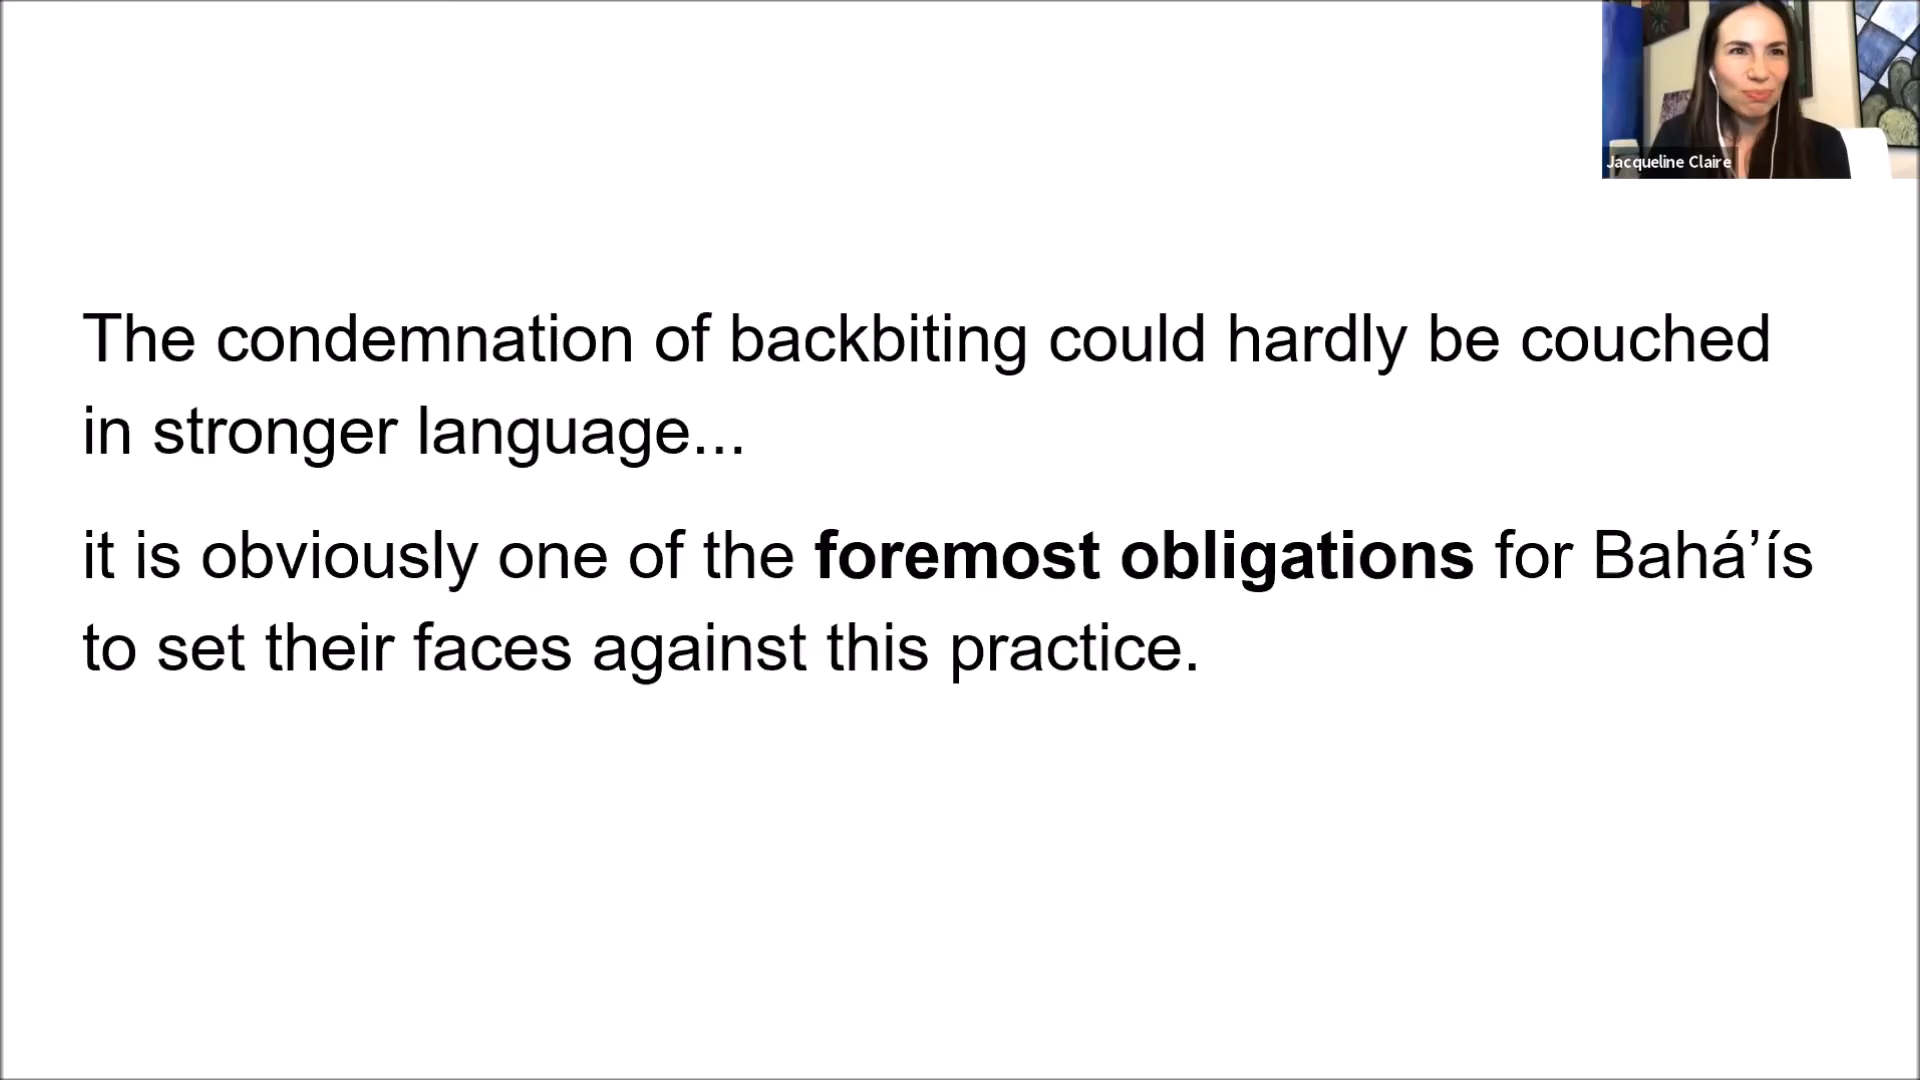 Jacqueline Claire
The condemnation of backbiting could hardly be couched
in stronger language...
it is obviously one of the foremost obligations for Bahá’ís
to set their faces against this practice.